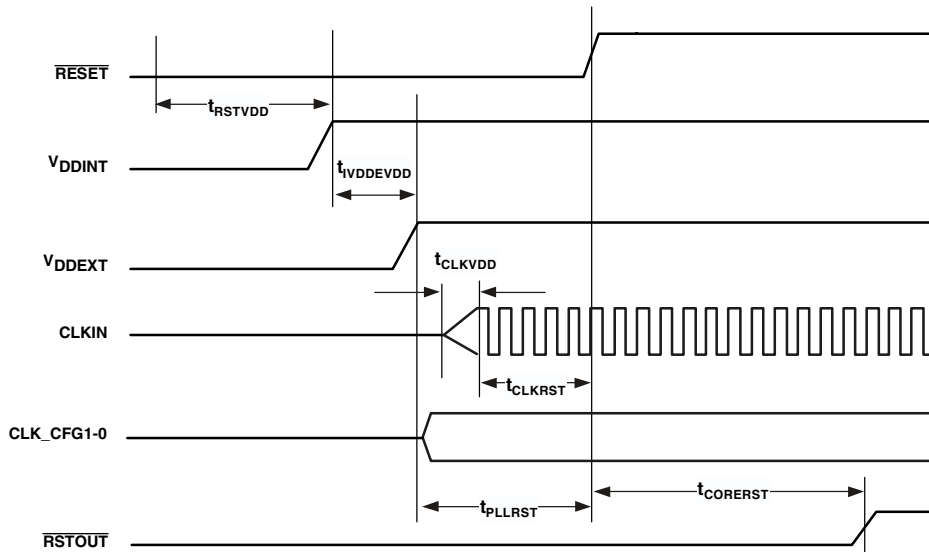 RESET
tRSTVDD
VDDINT
tIVDDEVDD
VDDEXT
tCLKVDD
CLKIN
tCLKRST
CLK_CFG1-0
tPLLRST
tCORERST
RSTOUT